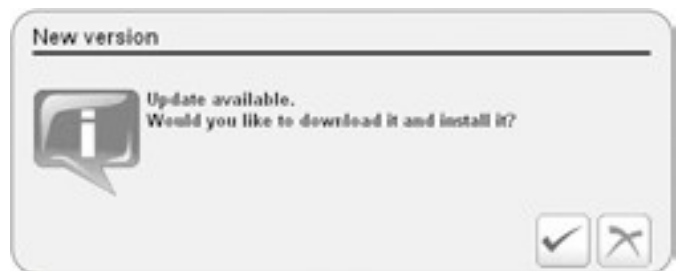 New version
Update available.
Would you like to download it and install it?